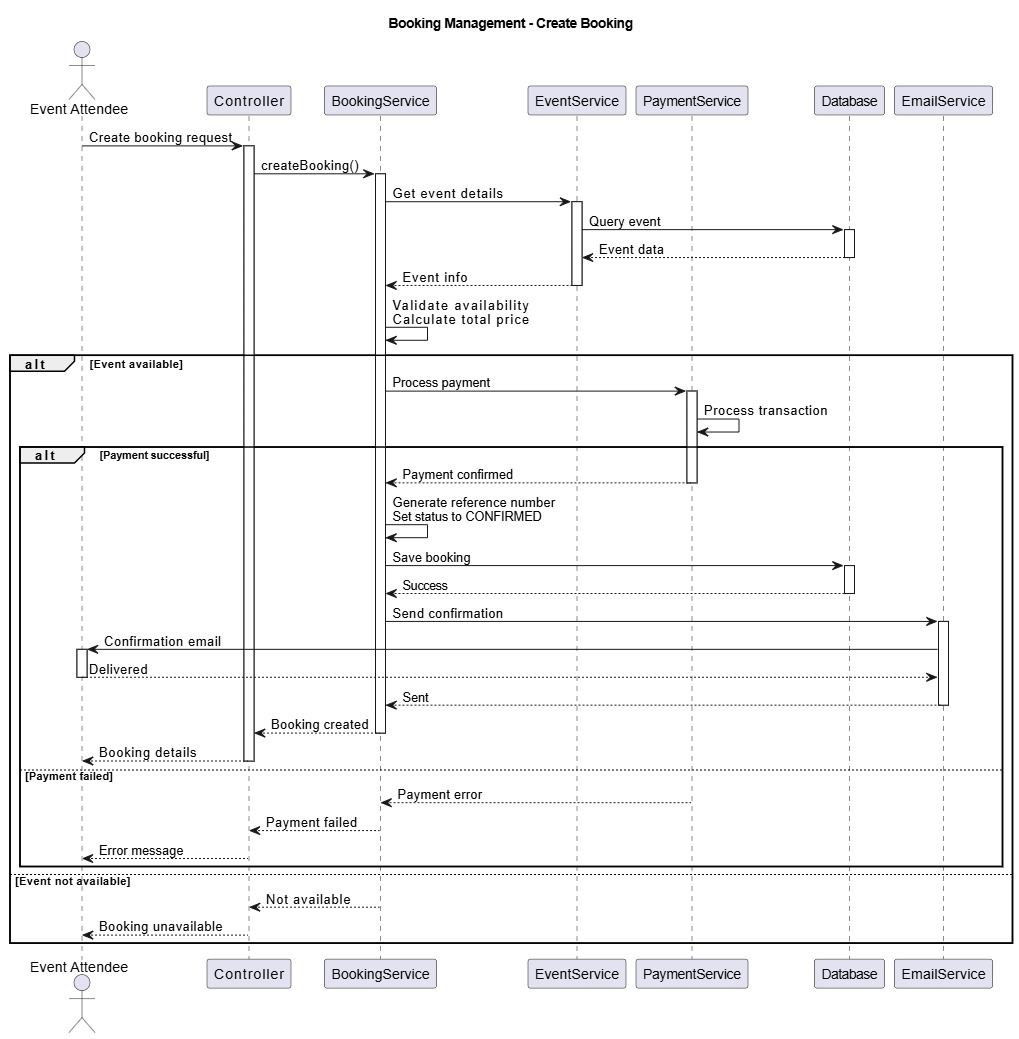 Booking Management - Create Booking
Event Attendee
Controller
BookingService
EventService
PaymentService
Database
EmailService
Create booking request
createBooking()
Get event details
Query event
Event data
Event info
Validate availability
Calculate total price
alt
[Event available]
Process payment
Process transaction
alt
[Payment successful]
Payment confirmed
Generate reference number
Set status to CONFIRMED
Save booking
Success
Send confirmation
Confirmation email
Delivered
Sent
Booking created
Booking details
[Payment failed]
Payment error
Payment failed
Error message
[Event not available]
Not available
Booking unavailable
Event Attendee
Controller
BookingService
EventService
PaymentService
Database
EmailService